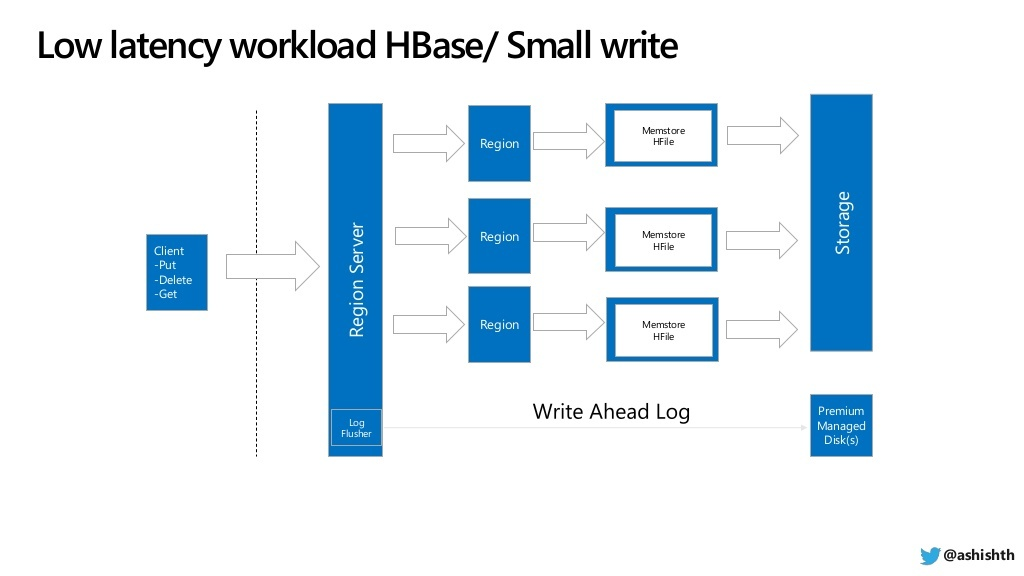 Low latency workload HBase/ Small write
Client
-Put
-Delete
-Get
Region Server
Log
Flusher
Region
Memstore
HFile
Region
Memstore
HFile
Region
Memstore
HFile
Storage
Write Ahead Log
Premium
Managed
Disk(s)
@ashishth